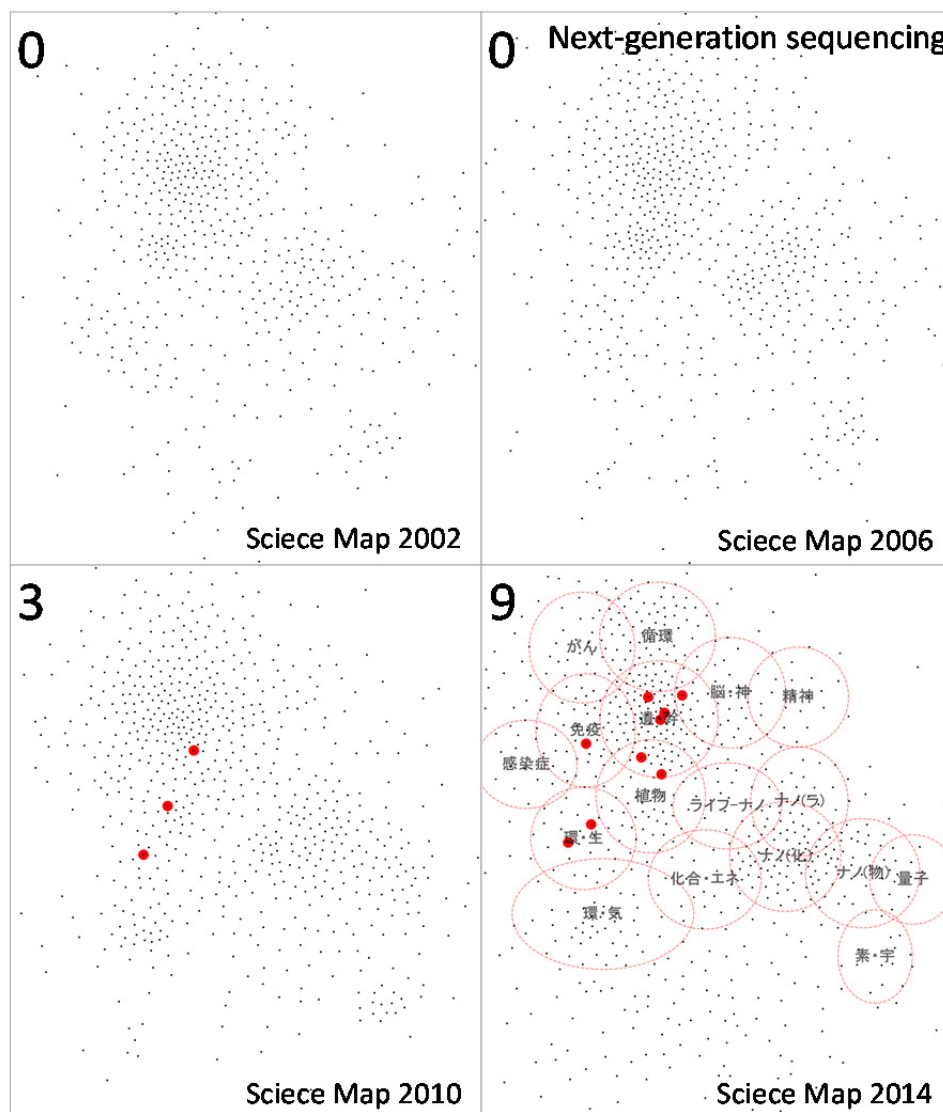 0
0
Next-generation sequencing
Sciece Map 2002
Sciece Map 2006
3
9
がん
循環
脳・神
精神
遺・幹
免疫
感染症
植物
ライフ-ナノ
ナノ(ラ)
環・生
ナノ(化)
化合・エネ
ナノ(物)
量子
環・気
素・宇
Sciece Map 2010
Sciece Map 2014